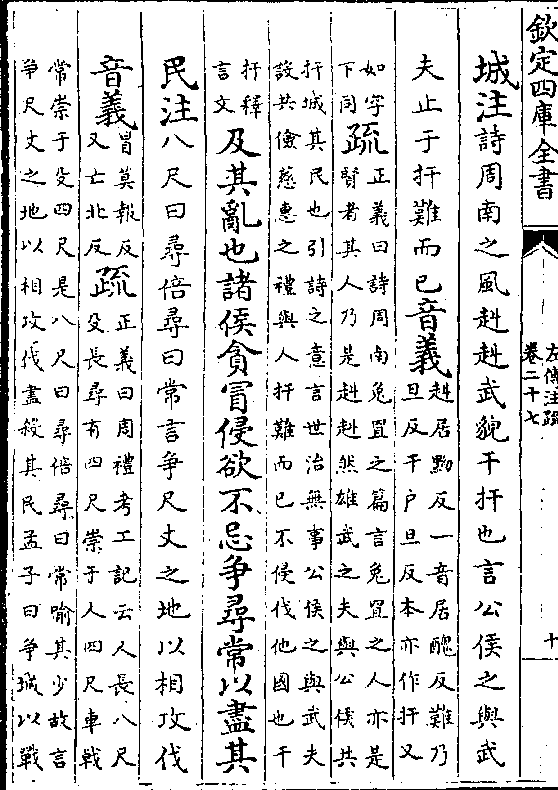 欽定四庫全書
左傳注疏
卷二十七
十
城注詩周南之風赳赳武貌干扞也言公侯之與武
夫止于扞難而已音義赳居黝反一音居醜反難乃
旦反干户旦反本亦作扞又
如字
下同疏正義曰詩周南兔罝之篇言兔罝之人亦是
賢者其人乃是赳赳然雄武之夫與公侯共
扞城其民也引詩之意言世治無事公侯之與武夫
設共儉慈惠之禮與人扞難而已不侵伐他國也干
扞釋
言文及其亂也諸侯貪冒侵欲不忌争尋常以盡其
民注八尺曰尋倍尋曰常言争尺丈之地以相攻伐
音義冒莫報反
又亡北反疏正義曰周禮考工記云人長八尺
殳長尋有四尺崇于人四尺車㦸
常崇于殳四尺是八尺曰尋倍尋曰常喻其少故言
争尺丈之地以相攻伐盡殺其民孟子曰争城以戰